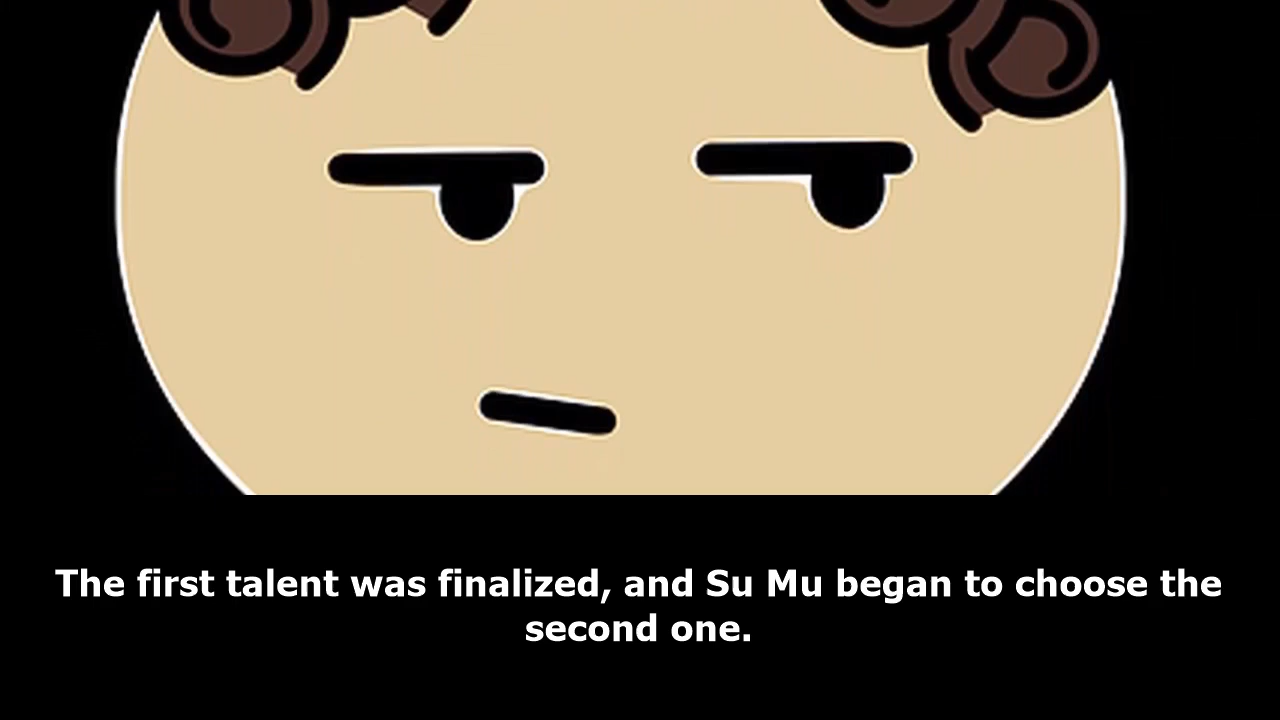 The first talent was finalized, and Su Mu began to choose the
second one.